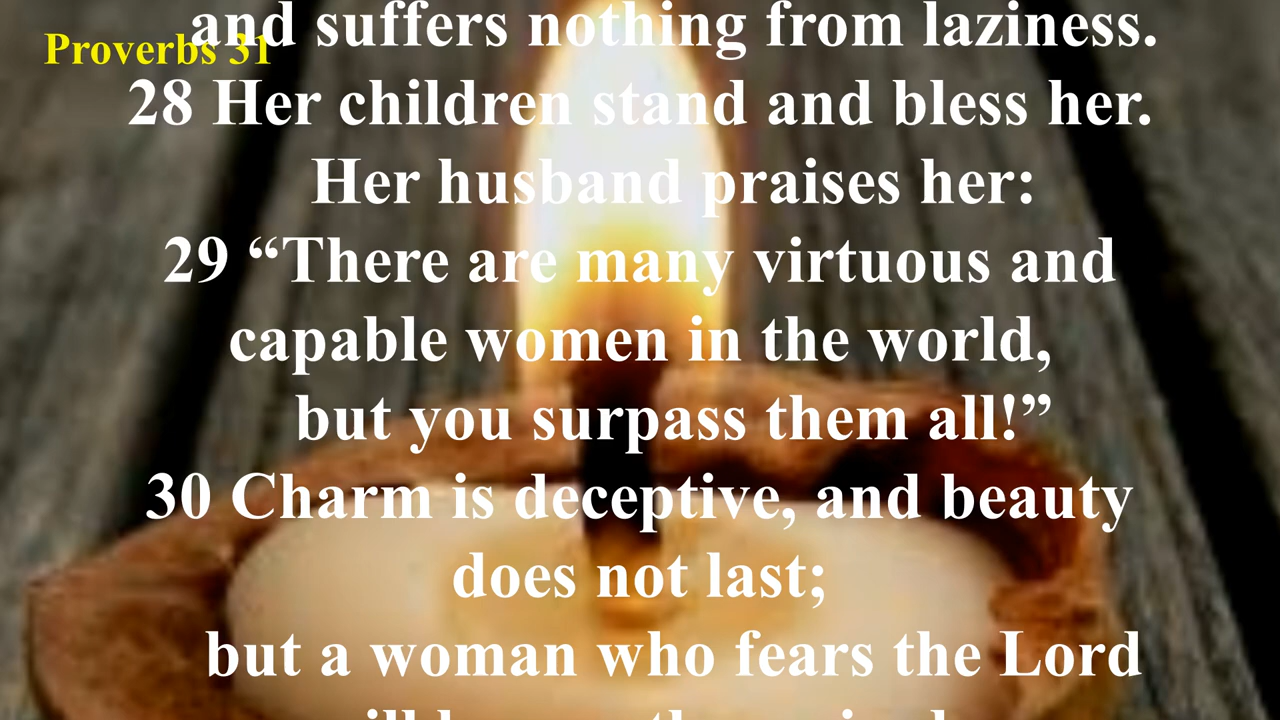 Proverbs 31
and suffers nothing from laziness.
28 Her children stand and bless her.
Her husband praises her:
29 “There are many virtuous and
capable women in the world,
but you surpass them all!”
30 Charm is deceptive, and beauty
does not last;
but a woman who fears the Lord